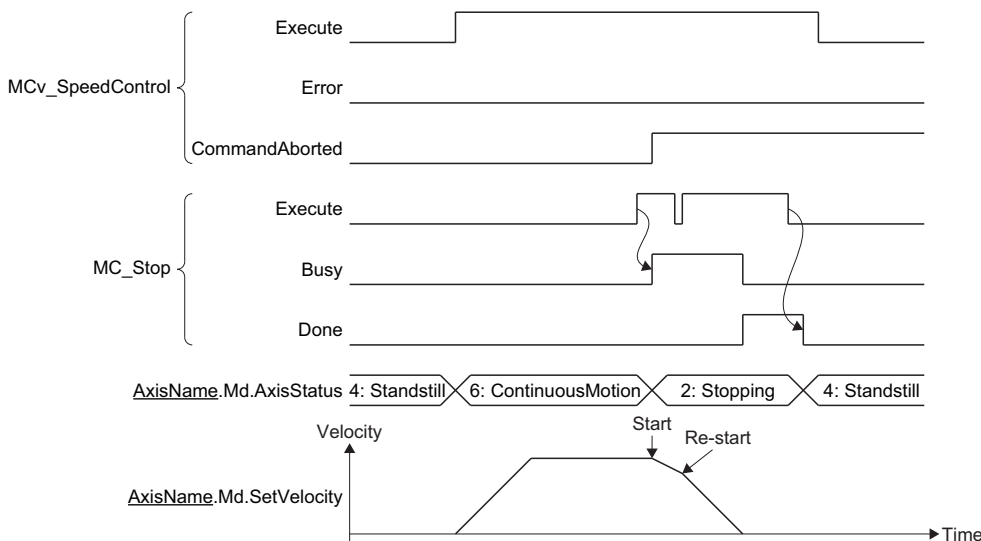 Execute
MCv_SpeedControl
Error
CommandAborted
Execute
MC_Stop
Busy
Done
AxisName.Md.AxisStatus 4: Standstill 6: ContinuousMotion 2: Stopping 4: Standstill
Velocity
Start
Re-start
AxisName.Md.SetVelocity
Time